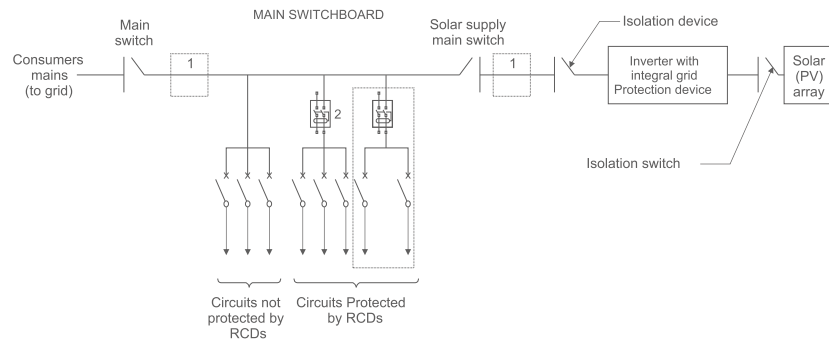 MAIN SWITCHBOARD
Main
switch
Solar supply
main switch
Isolation device
Consumers
mains
(to grid)
1
1
Inverter with
integral grid
Protection device
Solar
(PV)
array
2
Isolation switch
Circuits not
protected by
RCDs
Circuits Protected
by RCDs